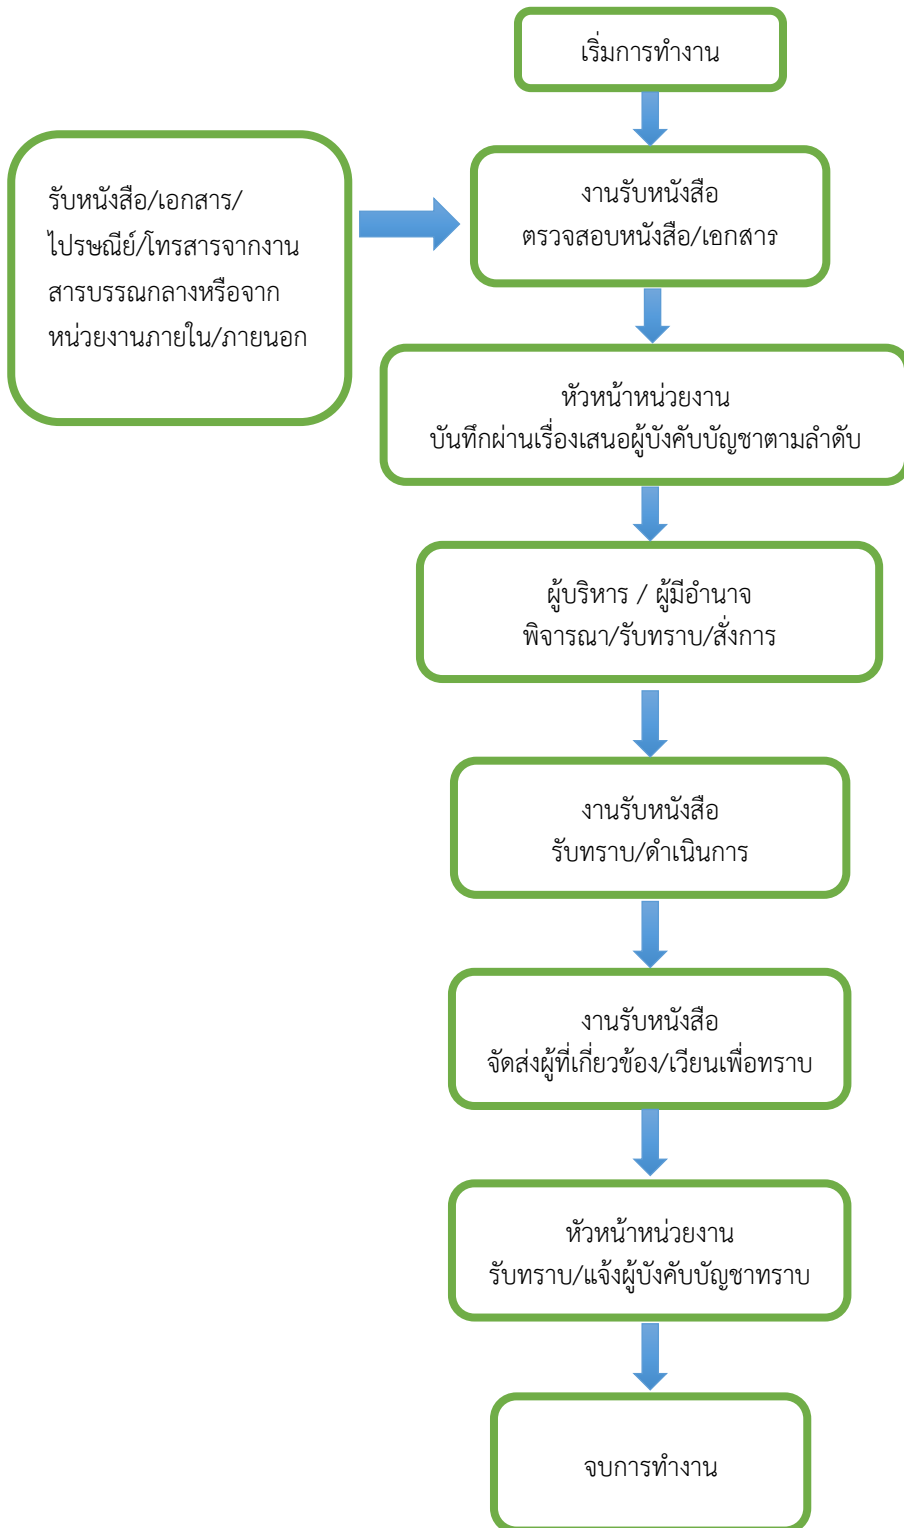 เริ่มการทำงาน
รับหนังสือ/เอกสาร/
ไปรษณีย์/โทรสารจากงาน
สารบรรณกลางหรือจาก
หน่วยงานภายใน/ภายนอก
งานรับหนังสือ
ตรวจสอบหนังสือ/เอกสาร
หัวหน้าหน่วยงาน
บันทึกผ่านเรื่องเสนอผู้บังคับบัญชาตามลำดับ
ผู้บริหาร / ผู้มีอำนาจ
พิจารณา/รับทราบ/สั่งการ
งานรับหนังสือ
รับทราบ/ดำเนินการ
งานรับหนังสือ
จัดส่งผู้ที่เกี่ยวข้อง/เวียนเพื่อทราบ
หัวหน้าหน่วยงาน
รับทราบ/แจ้งผู้บังคับบัญชาทราบ
จบการทำงาน